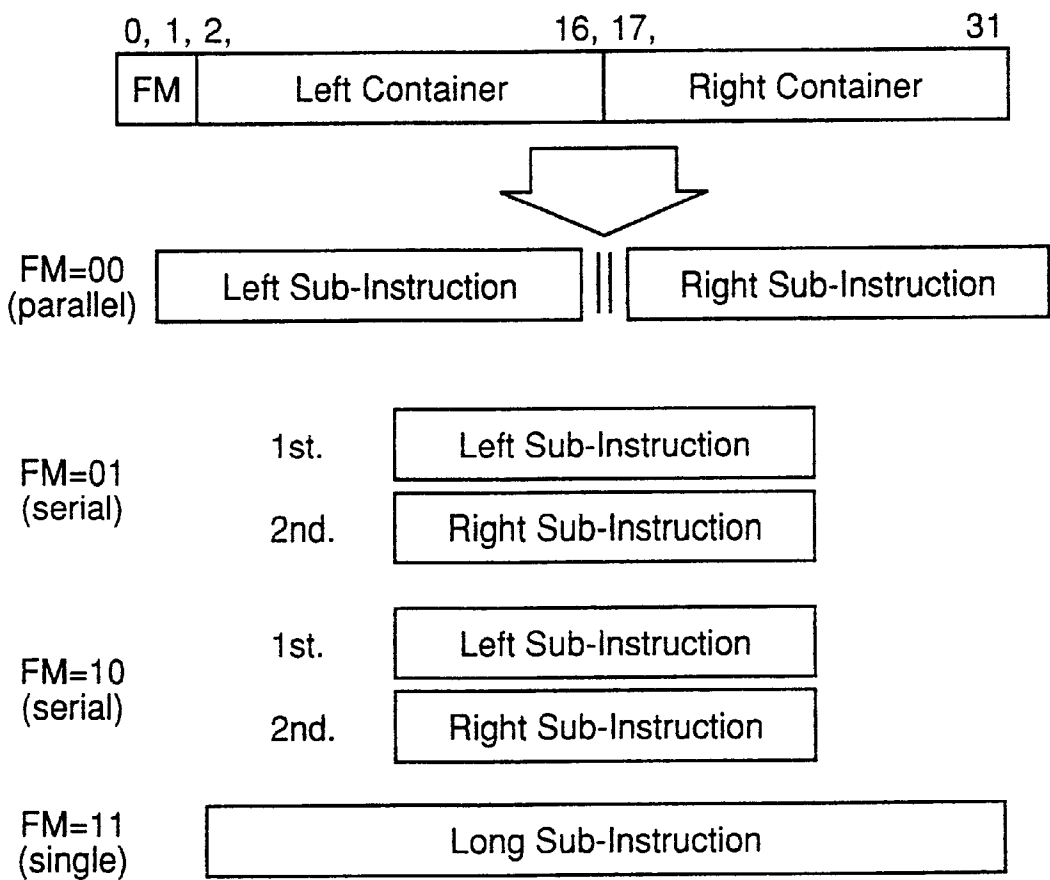 0, 1, 2, 16, 17, 31
FM Left Container Right Container
FM=00
(parallel)
Left Sub-Instruction || Right Sub-Instruction
FM=01
(serial)
1st. Left Sub-Instruction
2nd. Right Sub-Instruction
FM=10
(serial)
1st. Left Sub-Instruction
2nd. Right Sub-Instruction
FM=11
(single)
Long Sub-Instruction